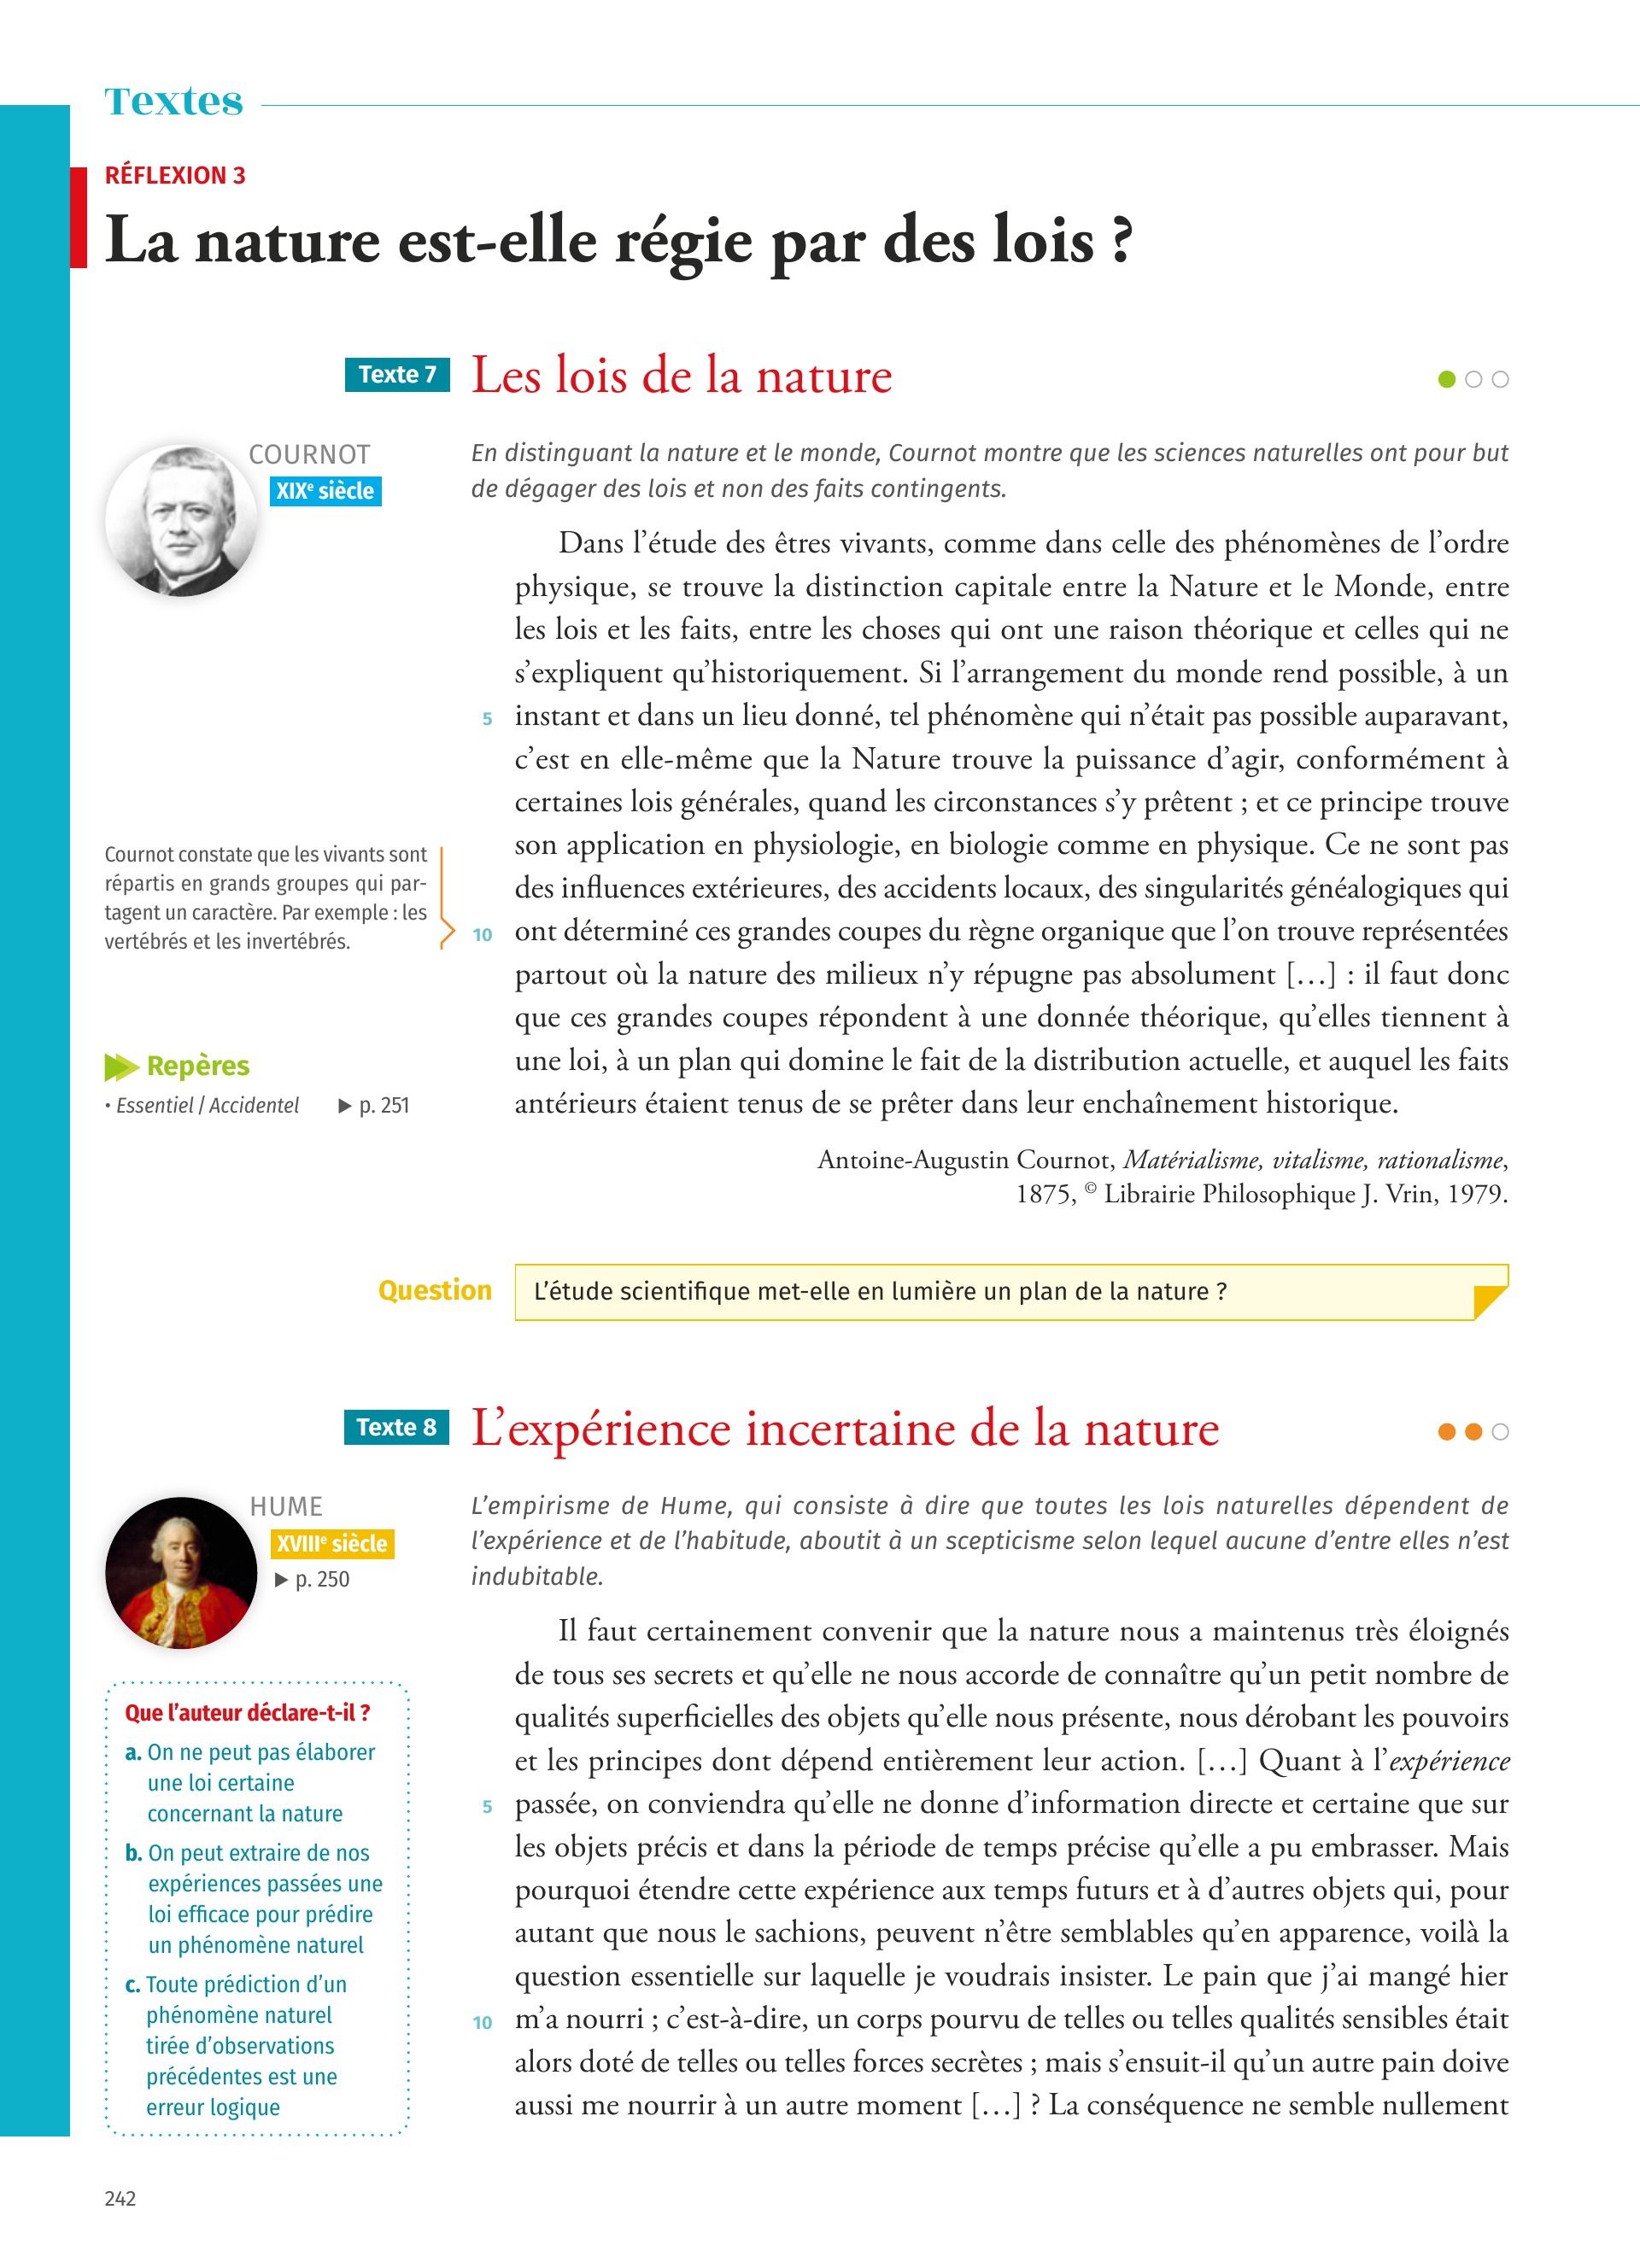 Textes
RÉFLEXION 3
La nature est-elle régie par des lois ?
Texte 7
Les lois de la nature
COURNOT
XIXe siècle
En distinguant la nature et le monde, Cournot montre que les sciences naturelles ont pour but
de dégager des lois et non des faits contingents.
Dans l’étude des êtres vivants, comme dans celle des phénomènes de l’ordre
physique, se trouve la distinction capitale entre la Nature et le Monde, entre
les lois et les faits, entre les choses qui ont une raison théorique et celles qui ne
s’expliquent qu’historiquement. Si l’arrangement du monde rend possible, à un
5 instant et dans un lieu donné, tel phénomène qui n’était pas possible auparavant,
c’est en elle-même que la Nature trouve la puissance d’agir, conformément à
certaines lois générales, quand les circonstances s’y prêtent ; et ce principe trouve
son application en physiologie, en biologie comme en physique. Ce ne sont pas
des influences extérieures, des accidents locaux, des singularités généalogiques qui
10 ont déterminé ces grandes coupes du règne organique que l’on trouve représentées
partout où la nature des milieux n’y répugne pas absolument […] : il faut donc
que ces grandes coupes répondent à une donnée théorique, qu’elles tiennent à
une loi, à un plan qui domine le fait de la distribution actuelle, et auquel les faits
antérieurs étaient tenus de se prêter dans leur enchaînement historique.
Antoine-Augustin Cournot, Matérialisme, vitalisme, rationalisme,
1875, © Librairie Philosophique J. Vrin, 1979.
Cournot constate que les vivants sont
répartis en grands groupes qui par-
tagent un caractère. Par exemple : les
vertébrés et les invertébrés.
Repères
• Essentiel / Accidentel ▶ p. 251
Question
L’étude scientifique met-elle en lumière un plan de la nature ?
Texte 8
L’expérience incertaine de la nature
HUME
XVIIIe siècle
▶ p. 250
L’empirisme de Hume, qui consiste à dire que toutes les lois naturelles dépendent de
l’expérience et de l’habitude, aboutit à un scepticisme selon lequel aucune d’entre elles n’est
indubitable.
Il faut certainement convenir que la nature nous a maintenus très éloignés
de tous ses secrets et qu’elle ne nous accorde de connaître qu’un petit nombre de
qualités superficielles des objets qu’elle nous présente, nous dérobant les pouvoirs
et les principes dont dépend entièrement leur action. […] Quant à l’expérience
5 passée, on conviendra qu’elle ne donne d’information directe et certaine que sur
les objets précis et dans la période de temps précise qu’elle a pu embrasser. Mais
pourquoi étendre cette expérience aux temps futurs et à d’autres objets qui, pour
autant que nous le sachions, peuvent n’être semblables qu’en apparence, voilà la
question essentielle sur laquelle je voudrais insister. Le pain que j’ai mangé hier
10 m’a nourri ; c’est-à-dire, un corps pourvu de telles ou telles qualités sensibles était
alors doté de telles ou telles forces secrètes ; mais s’ensuit-il qu’un autre pain doive
aussi me nourrir à un autre moment […] ? La conséquence ne semble nullement
Que l’auteur déclare-t-il ?
a. On ne peut pas élaborer
une loi certaine
concernant la nature
b. On peut extraire de nos
expériences passées une
loi efficace pour prédire
un phénomène naturel
c. Toute prédiction d’un
phénomène naturel
tirée d’observations
précédentes est une
erreur logique
242